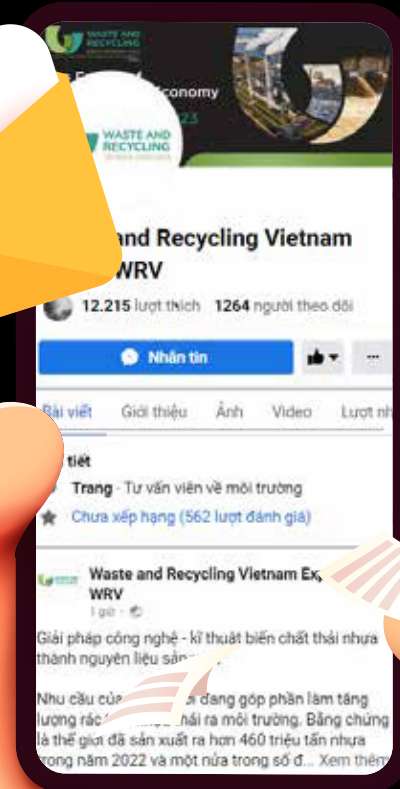 WASTE AND
RECYCLING
conomy
23
WASTE AND
RECYCLING
and Recycling Vietnam
WRV
12.215 lượt thích 1264 người theo dõi
Nhắn tin
Bài viết Giới thiệu Ảnh Video Lượt nh
tiết
Trang · Tư vấn viên về môi trường
Chưa xếp hạng (562 lượt đánh giá)
Waste and Recycling Vietnam Ex
WRV
1 giờ
Giải pháp công nghệ - kĩ thuật biến chất thải nhựa
thành nguyên liệu sản
Nhu cầu của đang góp phần làm tăng
lượng rác thải ra môi trường. Bằng chứng
là thế giới đã sản xuất ra hơn 460 triệu tấn nhựa
trong năm 2022 và một nửa trong số đ... Xem thêm